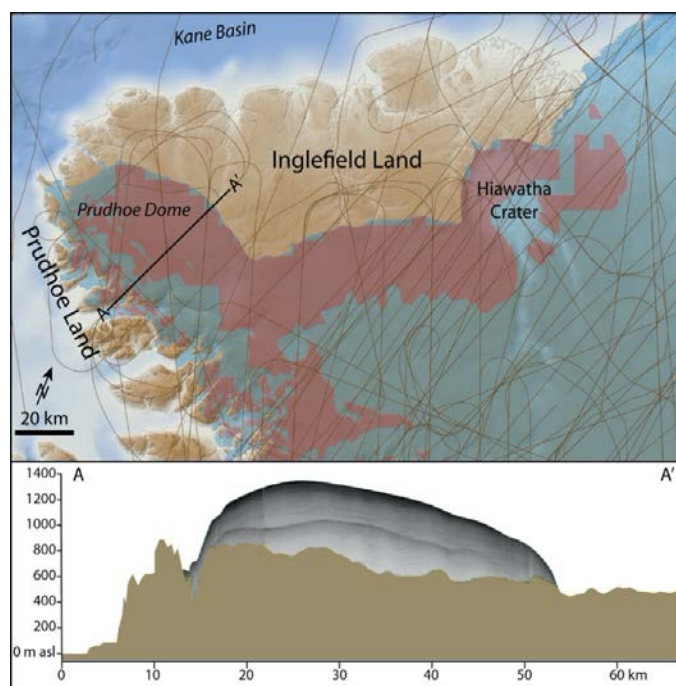 Kane Basin
Inglefield Land
Prudhoe Dome
A'
Hiawatha
Crater
Prudhoe Land
A
N
20 km
A
A'
1400
1200
1000
800
600
400
200
0 m asl
0
10
20
30
40
50
60 km